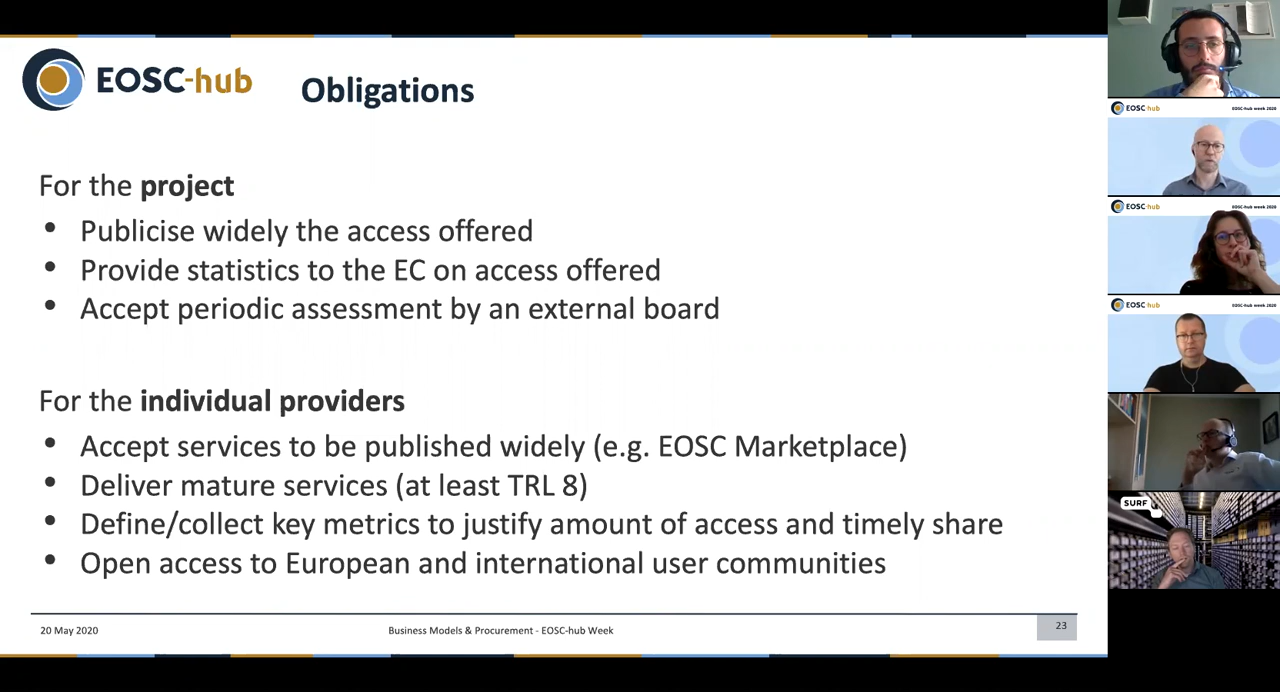 EOSC-hub
Obligations
For the project
• Publicise widely the access offered
• Provide statistics to the EC on access offered
• Accept periodic assessment by an external board
For the individual providers
• Accept services to be published widely (e.g. EOSC Marketplace)
• Deliver mature services (at least TRL 8)
• Define/collect key metrics to justify amount of access and timely share
• Open access to European and international user communities
20 May 2020
Business Models & Procurement - EOSC-hub Week
23
EOSC-hub
EOSC-hub week 2020
EOSC-hub
EOSC-hub week 2020
EOSC-hub
EOSC-hub week 2020
SURF